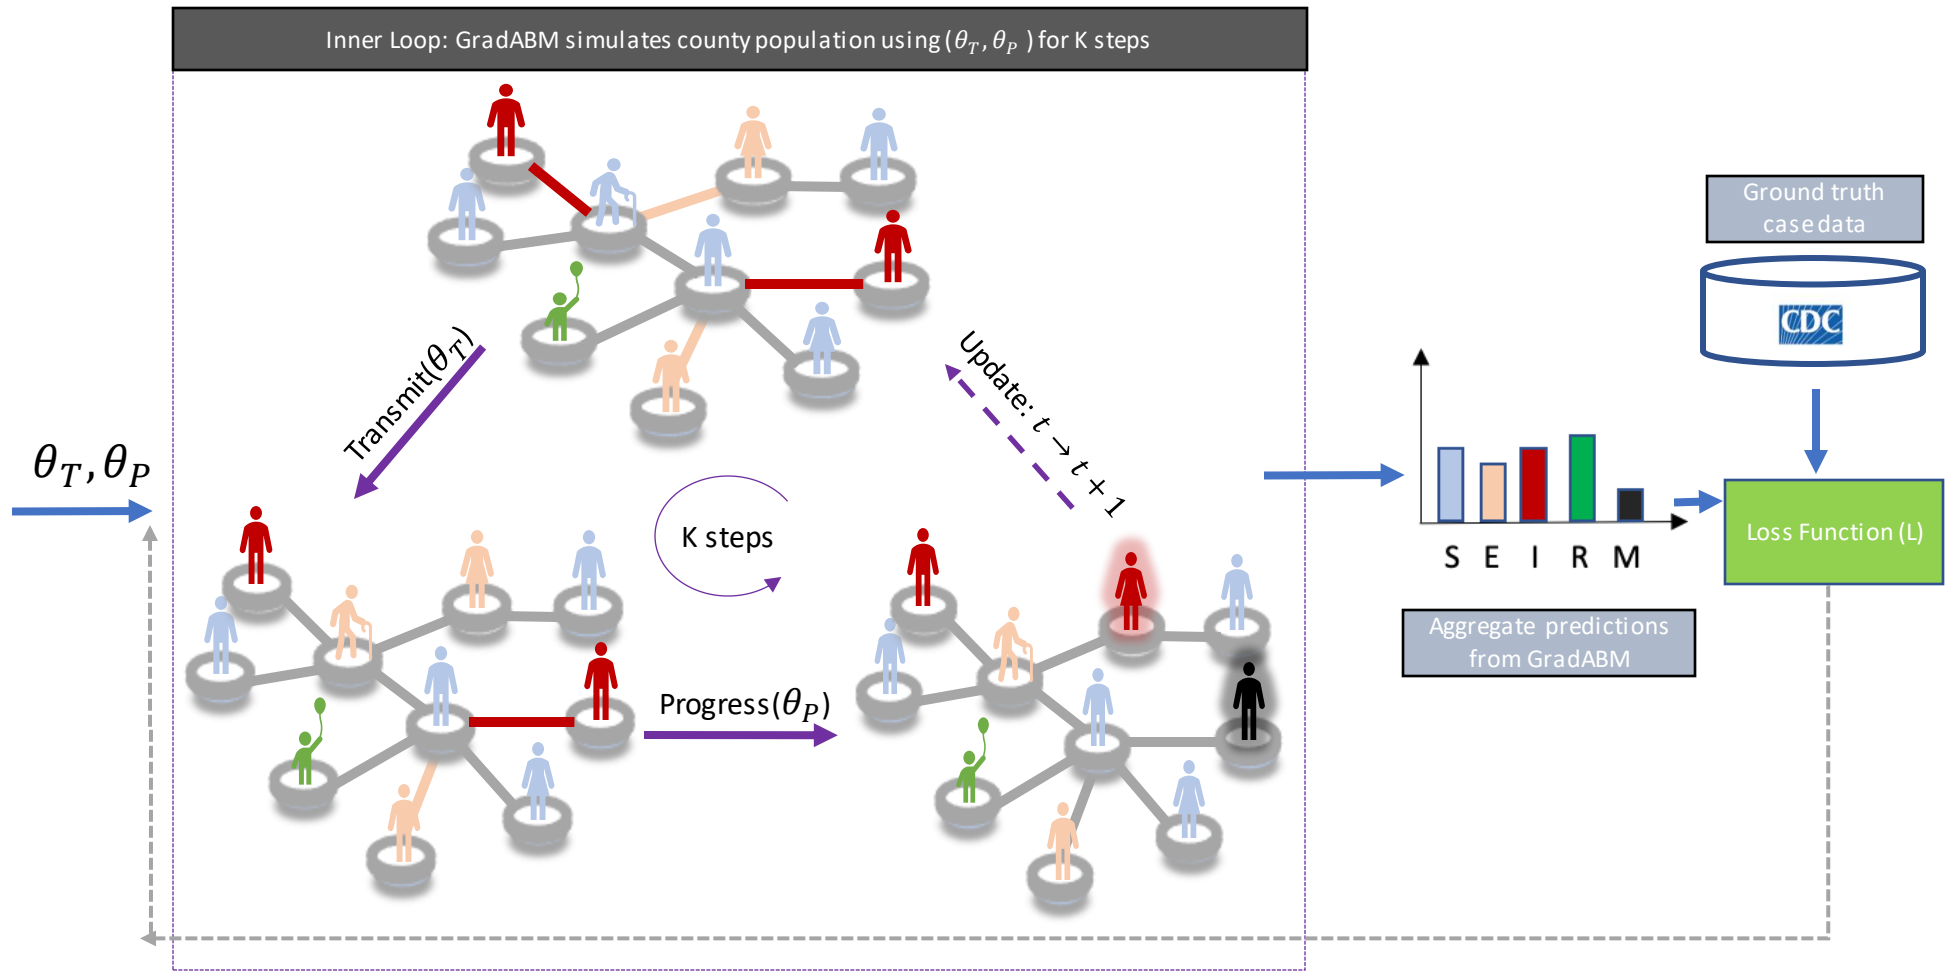 Inner Loop: GradABM simulates county population using (θ_T, θ_P ) for K steps
Ground truth
case data
CDC
Transmit(θ_T)
Update: t → t + 1
θ_T, θ_P
K steps
Loss Function (L)
S E I R M
Aggregate predictions
from GradABM
Progress(θ_P)